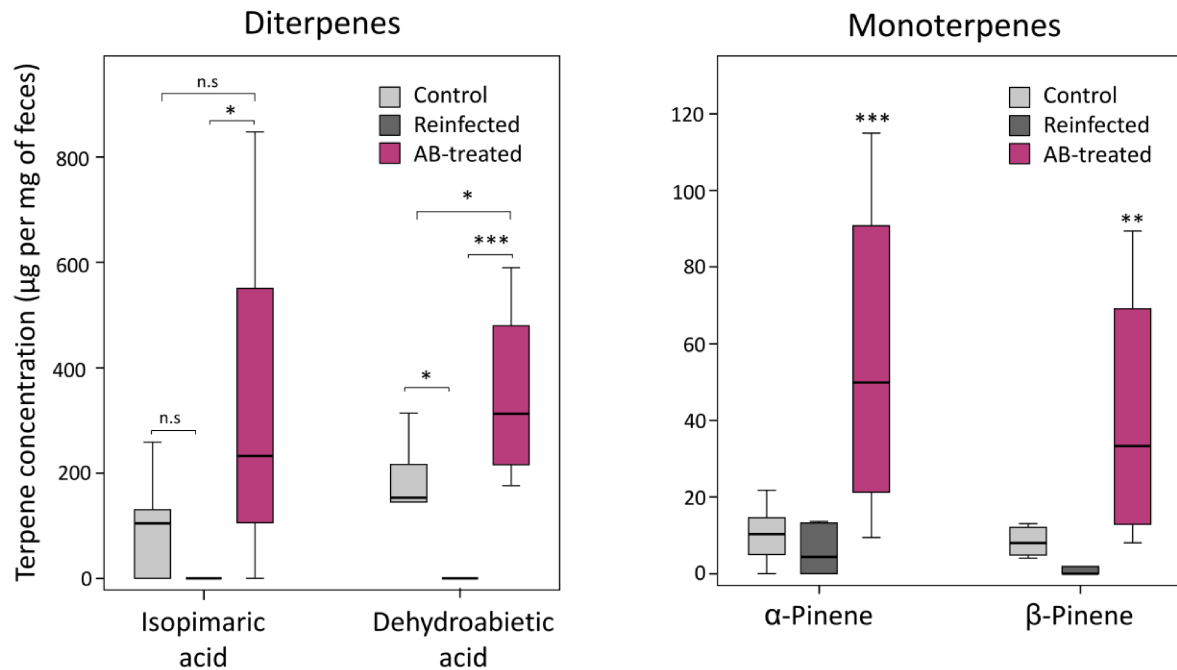 Diterpenes
Monoterpenes
Terpene concentration (µg per mg of feces)
800
600
400
200
0
n.s
*
Control
Reinfected
AB-treated
*
***
*
n.s
Isopimaric
acid
Dehydroabietic
acid
120
100
80
60
40
20
0
***
Control
Reinfected
AB-treated
**
α-Pinene
β-Pinene